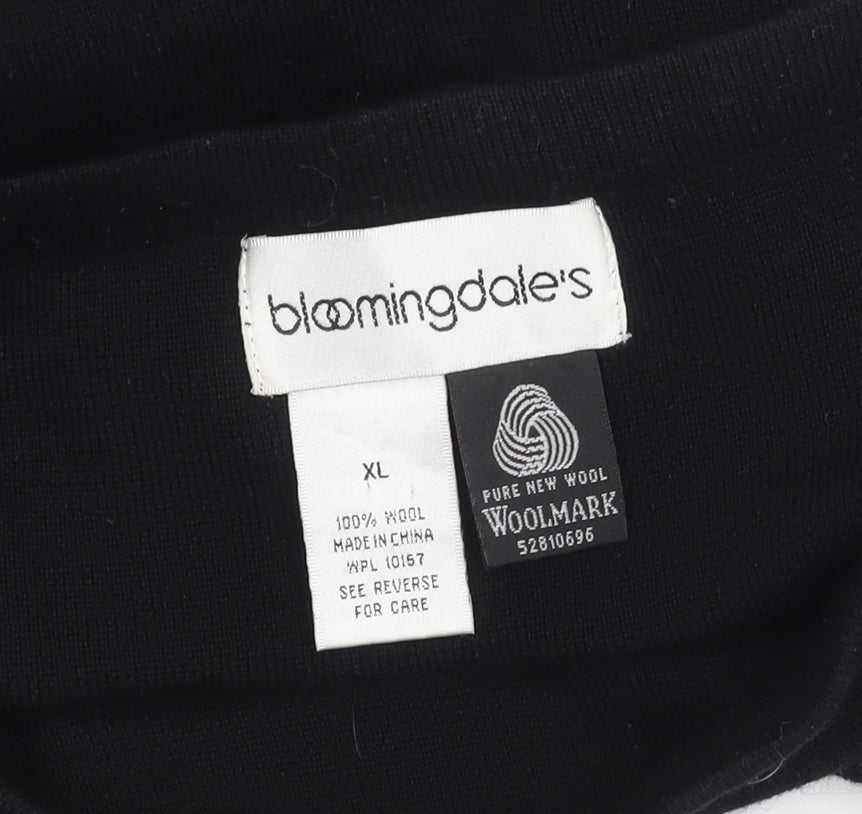 bloomingdale's
XL
100% WOOL
MADE IN CHINA
WPL 10157
SEE REVERSE
FOR CARE
PURE NEW WOOL
WOOLMARK
52810696